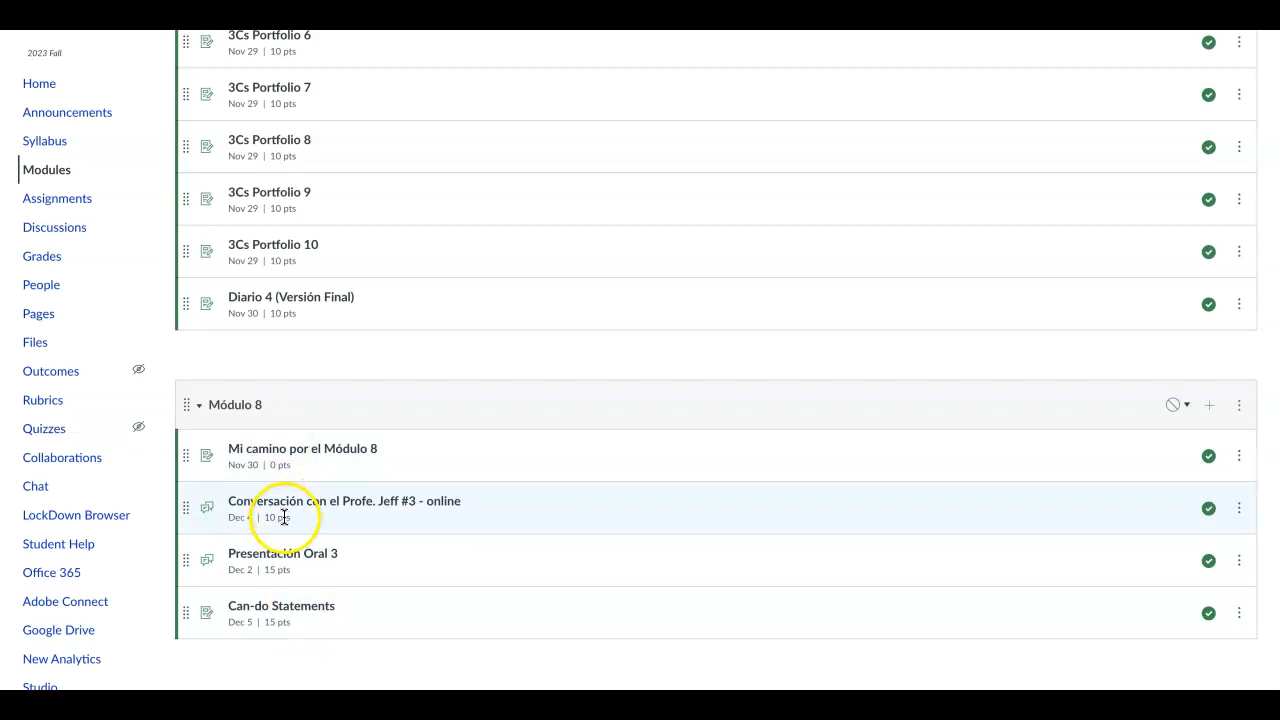 2023 Fall
Home
Announcements
Syllabus
Modules
Assignments
Discussions
Grades
People
Pages
Files
Outcomes
Rubrics
Quizzes
Collaborations
Chat
LockDown Browser
Student Help
Office 365
Adobe Connect
Google Drive
New Analytics
Studio
3Cs Portfolio 6
Nov 29 | 10 pts
3Cs Portfolio 7
Nov 29 | 10 pts
3Cs Portfolio 8
Nov 29 | 10 pts
3Cs Portfolio 9
Nov 29 | 10 pts
3Cs Portfolio 10
Nov 29 | 10 pts
Diario 4 (Versión Final)
Nov 30 | 10 pts
Módulo 8
Mi camino por el Módulo 8
Nov 30 | 0 pts
Conversación con el Profe. Jeff #3 - online
Dec | 10 pts
Presentación Oral 3
Dec 2 | 15 pts
Can-do Statements
Dec 5 | 15 pts